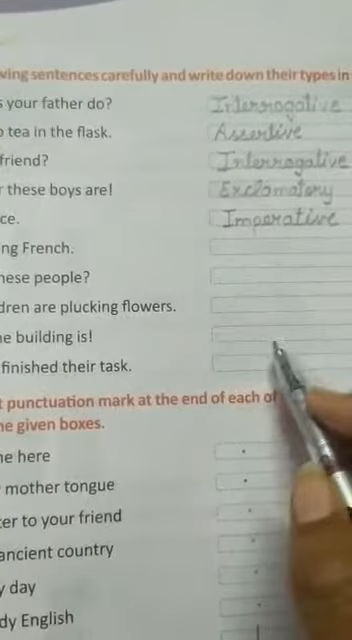 ving sentences carefully and write down their types in
s your father do? Interrogative
o tea in the flask. Assertive
friend? Interrogative
r these boys are! Exclamatory
ce. Imperative
ng French.
hese people?
dren are plucking flowers.
he building is!
finished their task.
t punctuation mark at the end of each of
he given boxes.
ne here .
mother tongue .
ter to your friend .
ancient country .
y day .
dy English .